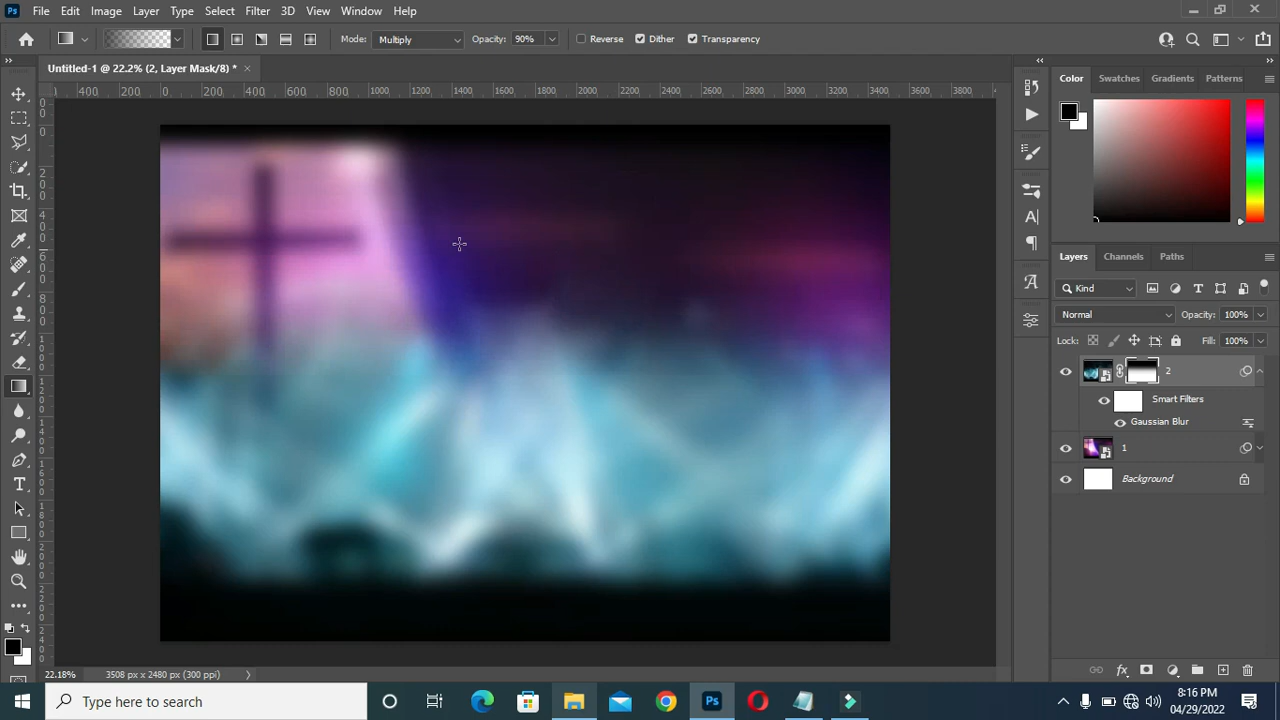 Ps File Edit Image Layer Type Select Filter 3D View Window Help
Mode: Multiply Opacity: 90% Reverse Dither Transparency
Untitled-1 @ 22.2% (2, Layer Mask/8) * ×
400 200 0 200 400 600 800 1000 1200 1400 1600 1800 2000 2200 2400 2600 2800 3000 3200 3400 3600 3800
Color Swatches Gradients Patterns
Layers Channels Paths
Kind
Normal Opacity: 100%
Lock: Fill: 100%
2
Smart Filters
Gaussian Blur
1
Background
22.18% 3508 px x 2480 px (300 ppi)
Type here to search
8:16 PM
04/29/2022